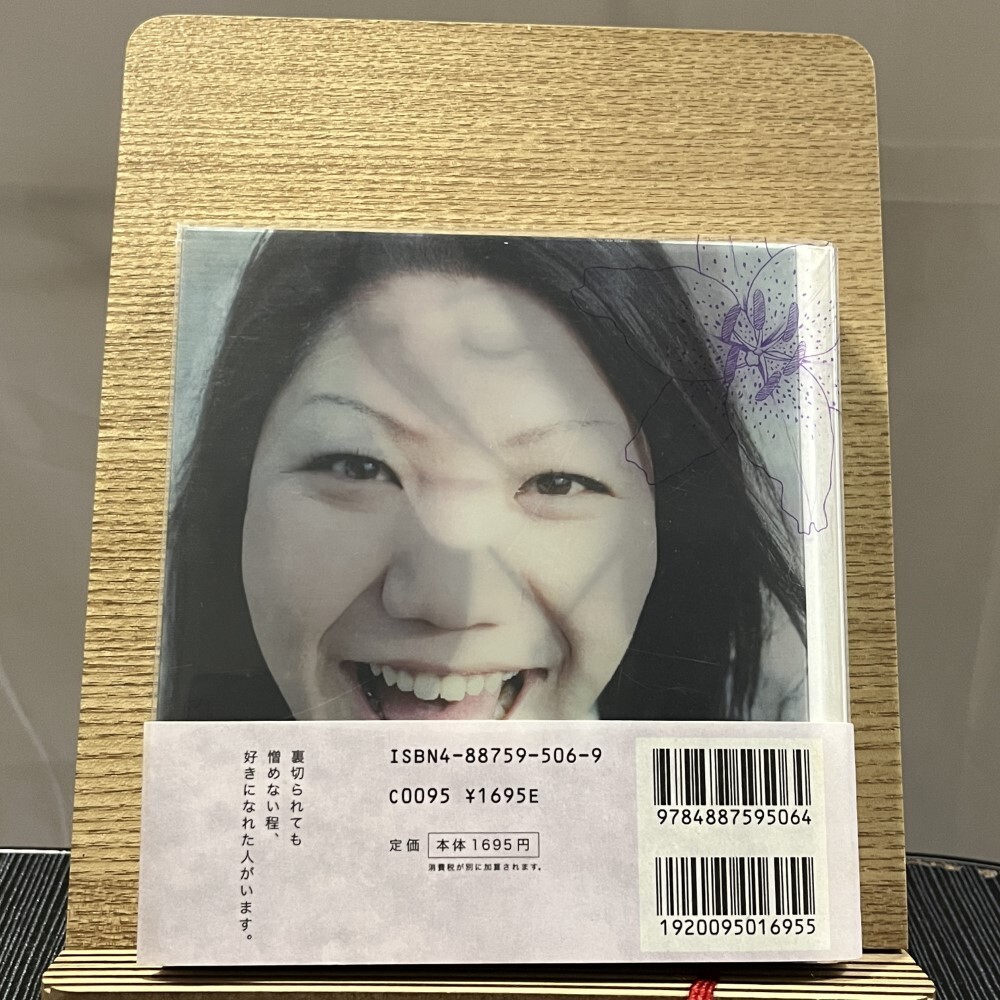 裏切られても
憎めない程、
好きになれた人がいます。
ISBN4-88759-506-9
C0095 ¥1695E
定価 本体1695円
消費税が別に加算されます。
9784887595064
1920095016955